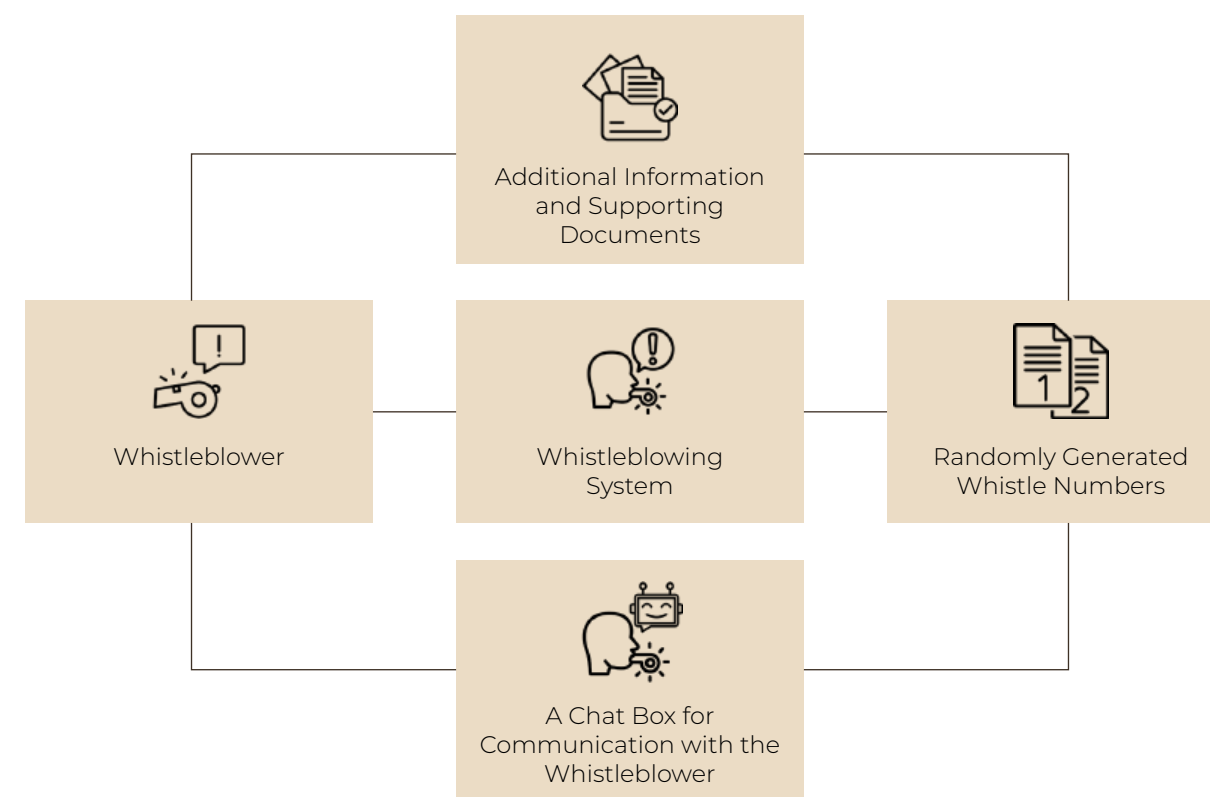 Additional Information
and Supporting
Documents
Whistleblower
Whistleblowing
System
1
2
Randomly Generated
Whistle Numbers
A Chat Box for
Communication with the
Whistleblower